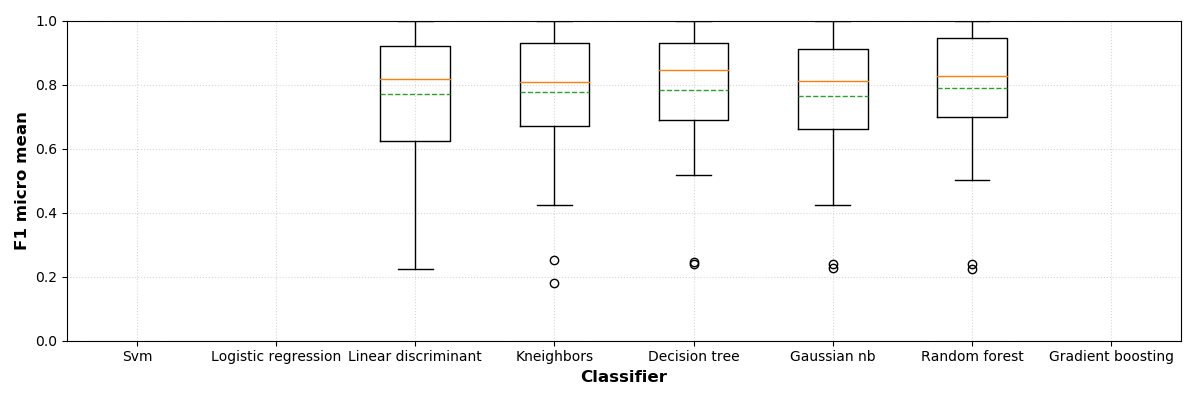 1.0
0.8
0.6
0.4
0.2
0.0
F1 micro mean
Svm
Logistic regression
Linear discriminant
Kneighbors
Decision tree
Gaussian nb
Random forest
Gradient boosting
Classifier